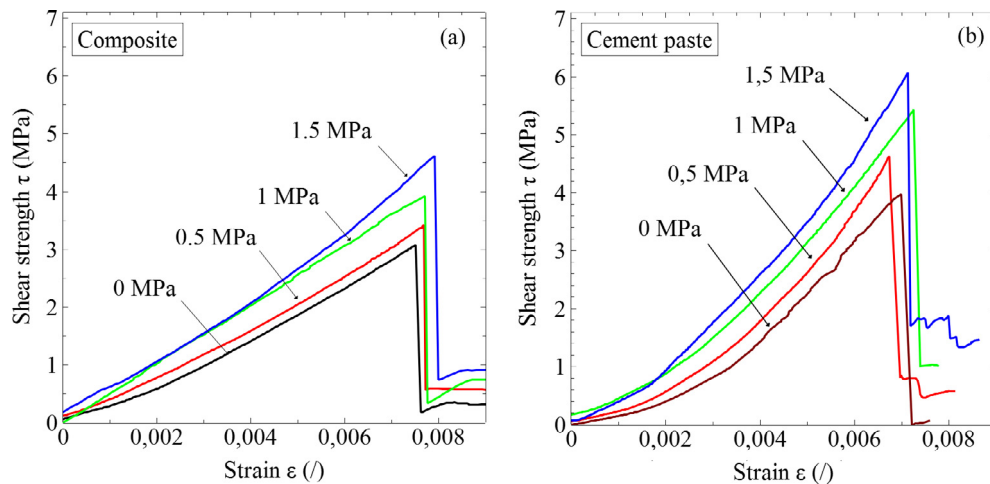 Composite
(a)
Shear strength τ (MPa)
7
6
5
4
3
2
1
0
1.5 MPa
1 MPa
0.5 MPa
0 MPa
0
0,002
0,004
0,006
0,008
Strain ε (/)
Cement paste
(b)
Shear strength τ (MPa)
7
6
5
4
3
2
1
0
1,5 MPa
1 MPa
0,5 MPa
0 MPa
0
0,002
0,004
0,006
0,008
Strain ε (/)